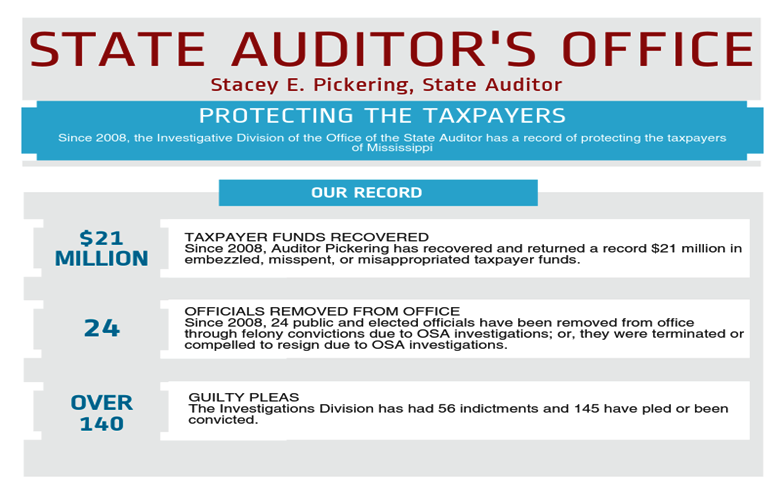 STATE AUDITOR'S OFFICE
Stacey E. Pickering, State Auditor
PROTECTING THE TAXPAYERS
Since 2008, the Investigative Division of the Office of the State Auditor has a record of protecting the taxpayers
of Mississippi
OUR RECORD
$21
MILLION
TAXPAYER FUNDS RECOVERED
Since 2008, Auditor Pickering has recovered and returned a record $21 million in
embezzled, misspent, or misappropriated taxpayer funds.
24
OFFICIALS REMOVED FROM OFFICE
Since 2008, 24 public and elected officials have been removed from office
through felony convictions due to OSA investigations; or, they were terminated or
compelled to resign due to OSA investigations.
OVER
140
GUILTY PLEAS
The Investigations Division has had 56 indictments and 145 have pled or been
convicted.